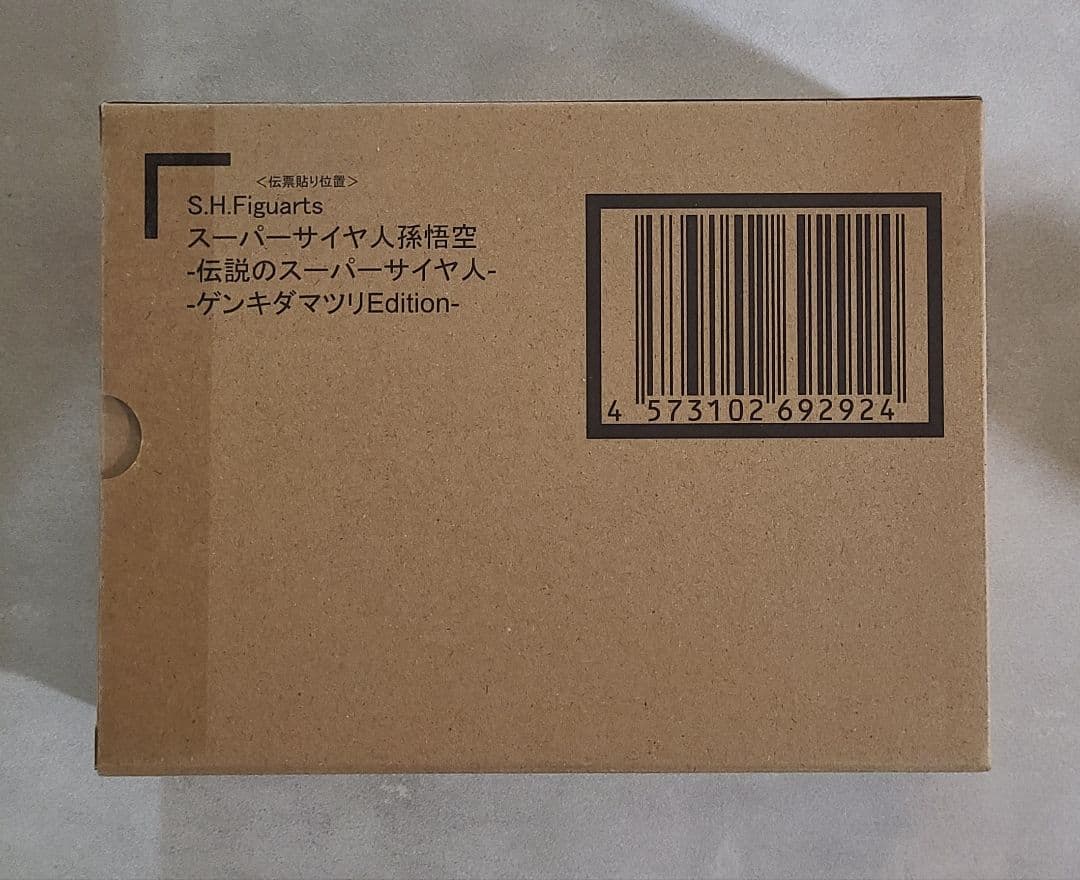 <伝票貼り位置>
S.H.Figuarts
スーパーサイヤ人孫悟空
-伝説のスーパーサイヤ人-
-ゲンキダマツリEdition-
4 573102 692924